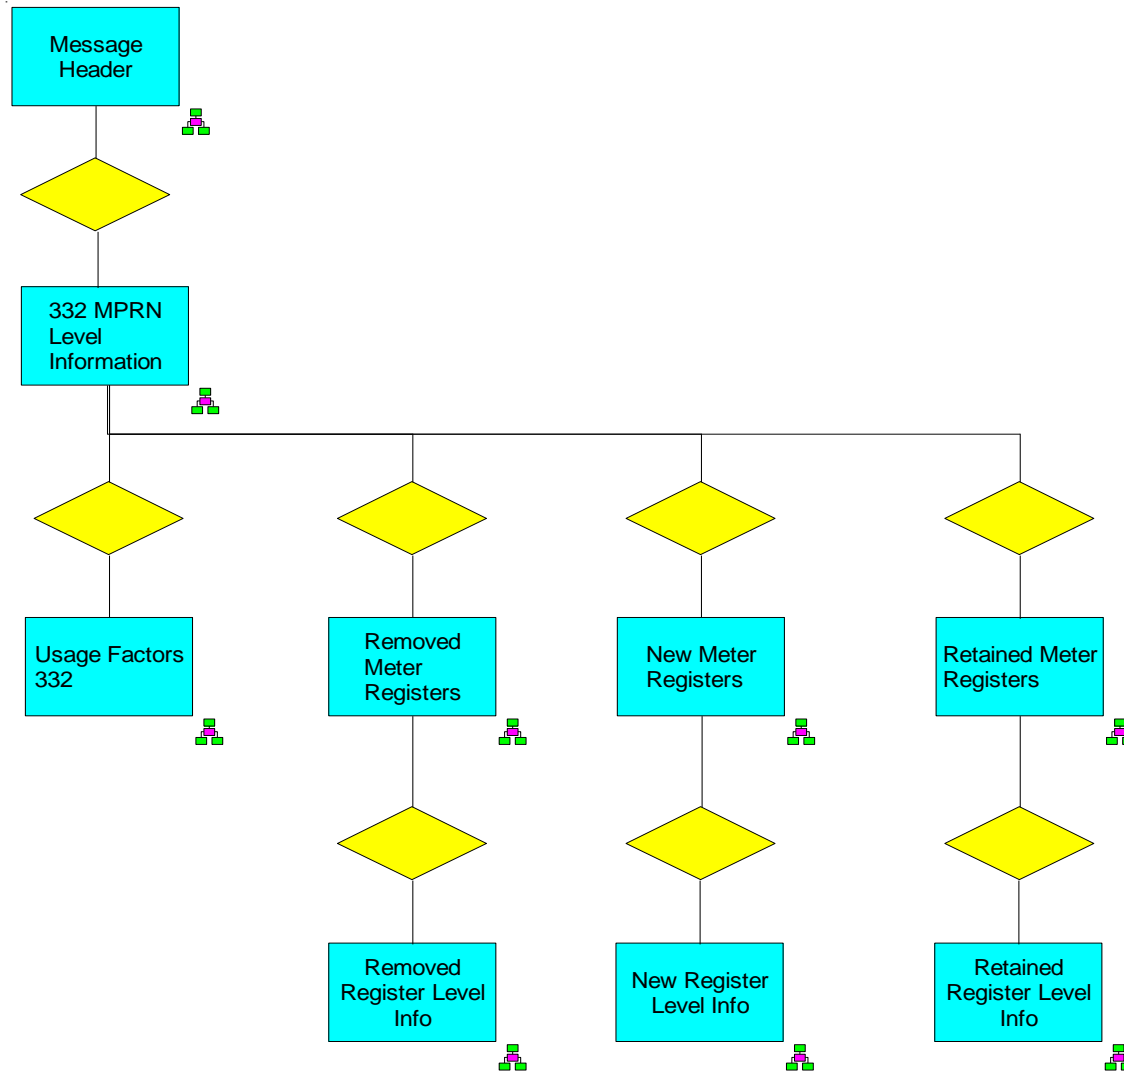 Message
Header
332 MPRN
Level
Information
Usage Factors
332
Removed
Meter
Registers
New Meter
Registers
Retained Meter
Registers
Removed
Register Level
Info
New Register
Level Info
Retained
Register Level
Info